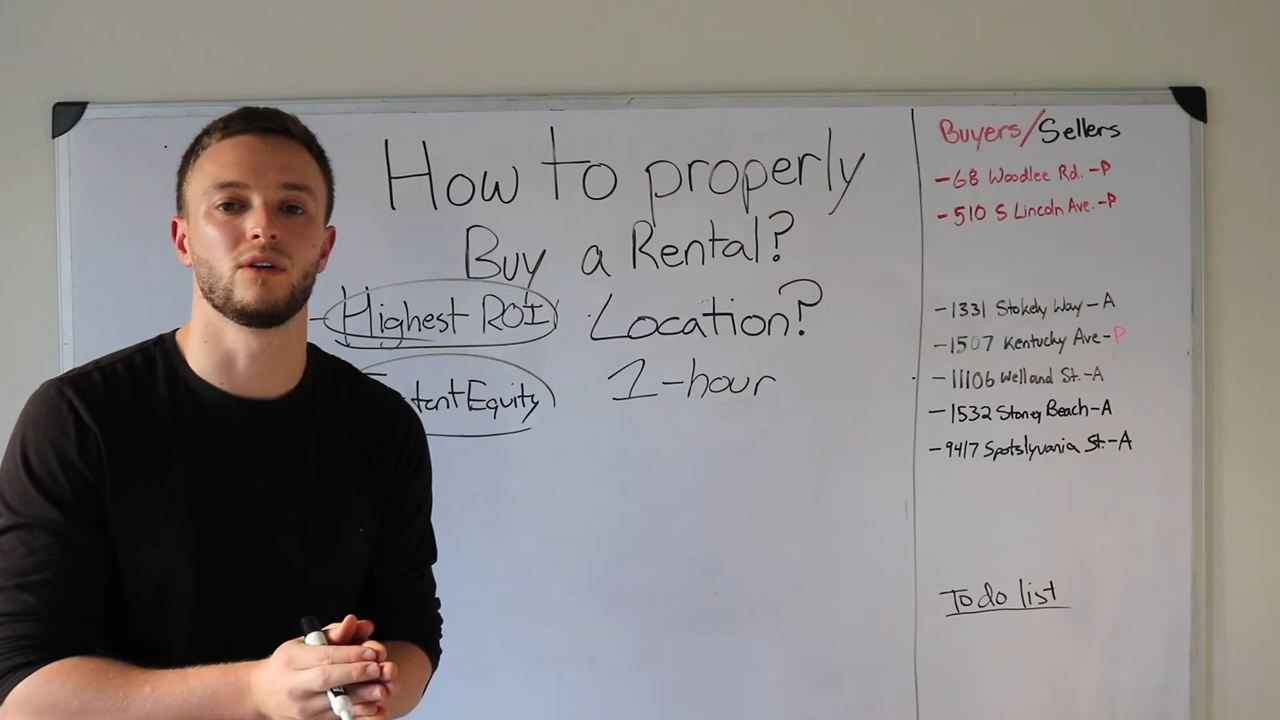 How to properly
Buy a Rental?
Highest ROI
Location?
Equity
1-hour
Buyers/Sellers
-68 Woodlee Rd.-P
-510 S Lincoln Ave.-P
-1331 Stokely Way-A
-1507 Kentucky Ave-P
-11106 Welland St.-A
-1532 Stoney Beach-A
-9417 Spotslyvania St.-A
To do list